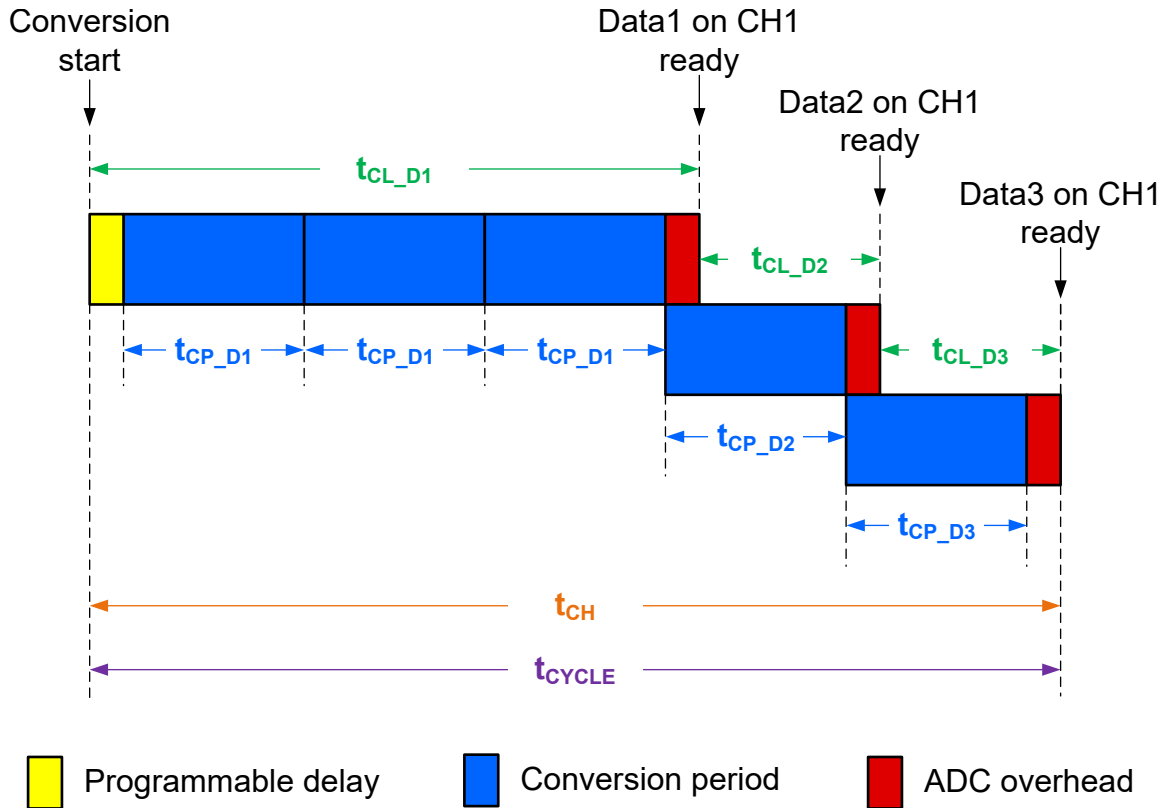 Conversion
start
Data1 on CH1
ready
Data2 on CH1
ready
Data3 on CH1
ready
tCL_D1
tCL_D2
tCP_D1
tCP_D1
tCP_D1
tCL_D3
tCP_D2
tCP_D3
tCH
tCYCLE
Programmable delay
Conversion period
ADC overhead